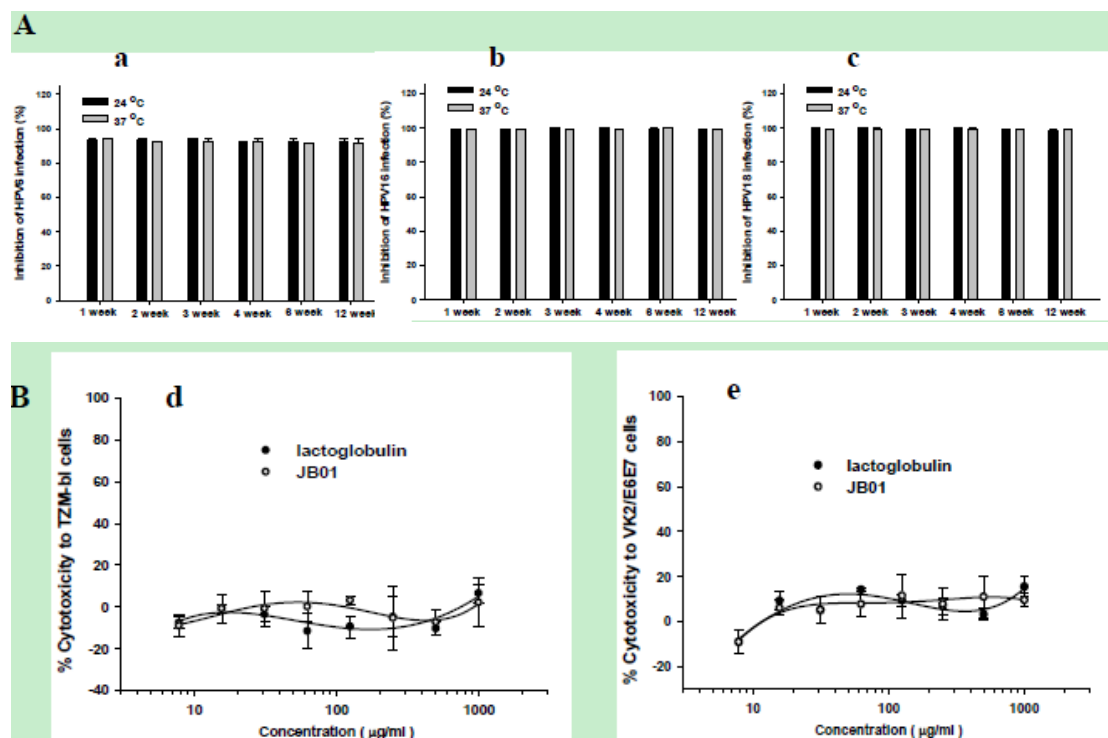 A
a
b
c
24 °C
37 °C
24 °C
37 °C
24 °C
37 °C
Inhibition of HPV6 infection (%)
120
100
80
60
40
20
0
1 week 2 week 3 week 4 week 6 week 12 week
Inhibition of HPV16 infection (%)
120
100
80
60
40
20
0
1 week 2 week 3 week 4 week 6 week 12 week
Inhibition of HPV18 infection (%)
120
100
80
60
40
20
0
1 week 2 week 3 week 4 week 6 week 12 week
B
d
lactoglobulin
JB01
% Cytotoxicity to TZM-bl cells
100
80
60
40
20
0
-20
-40
10 100 1000
Concentration ( µg/ml )
e
lactoglobulin
JB01
% Cytotoxicity to VK2/E6E7 cells
100
80
60
40
20
0
-20
10 100 1000
Concentration ( µg/ml )